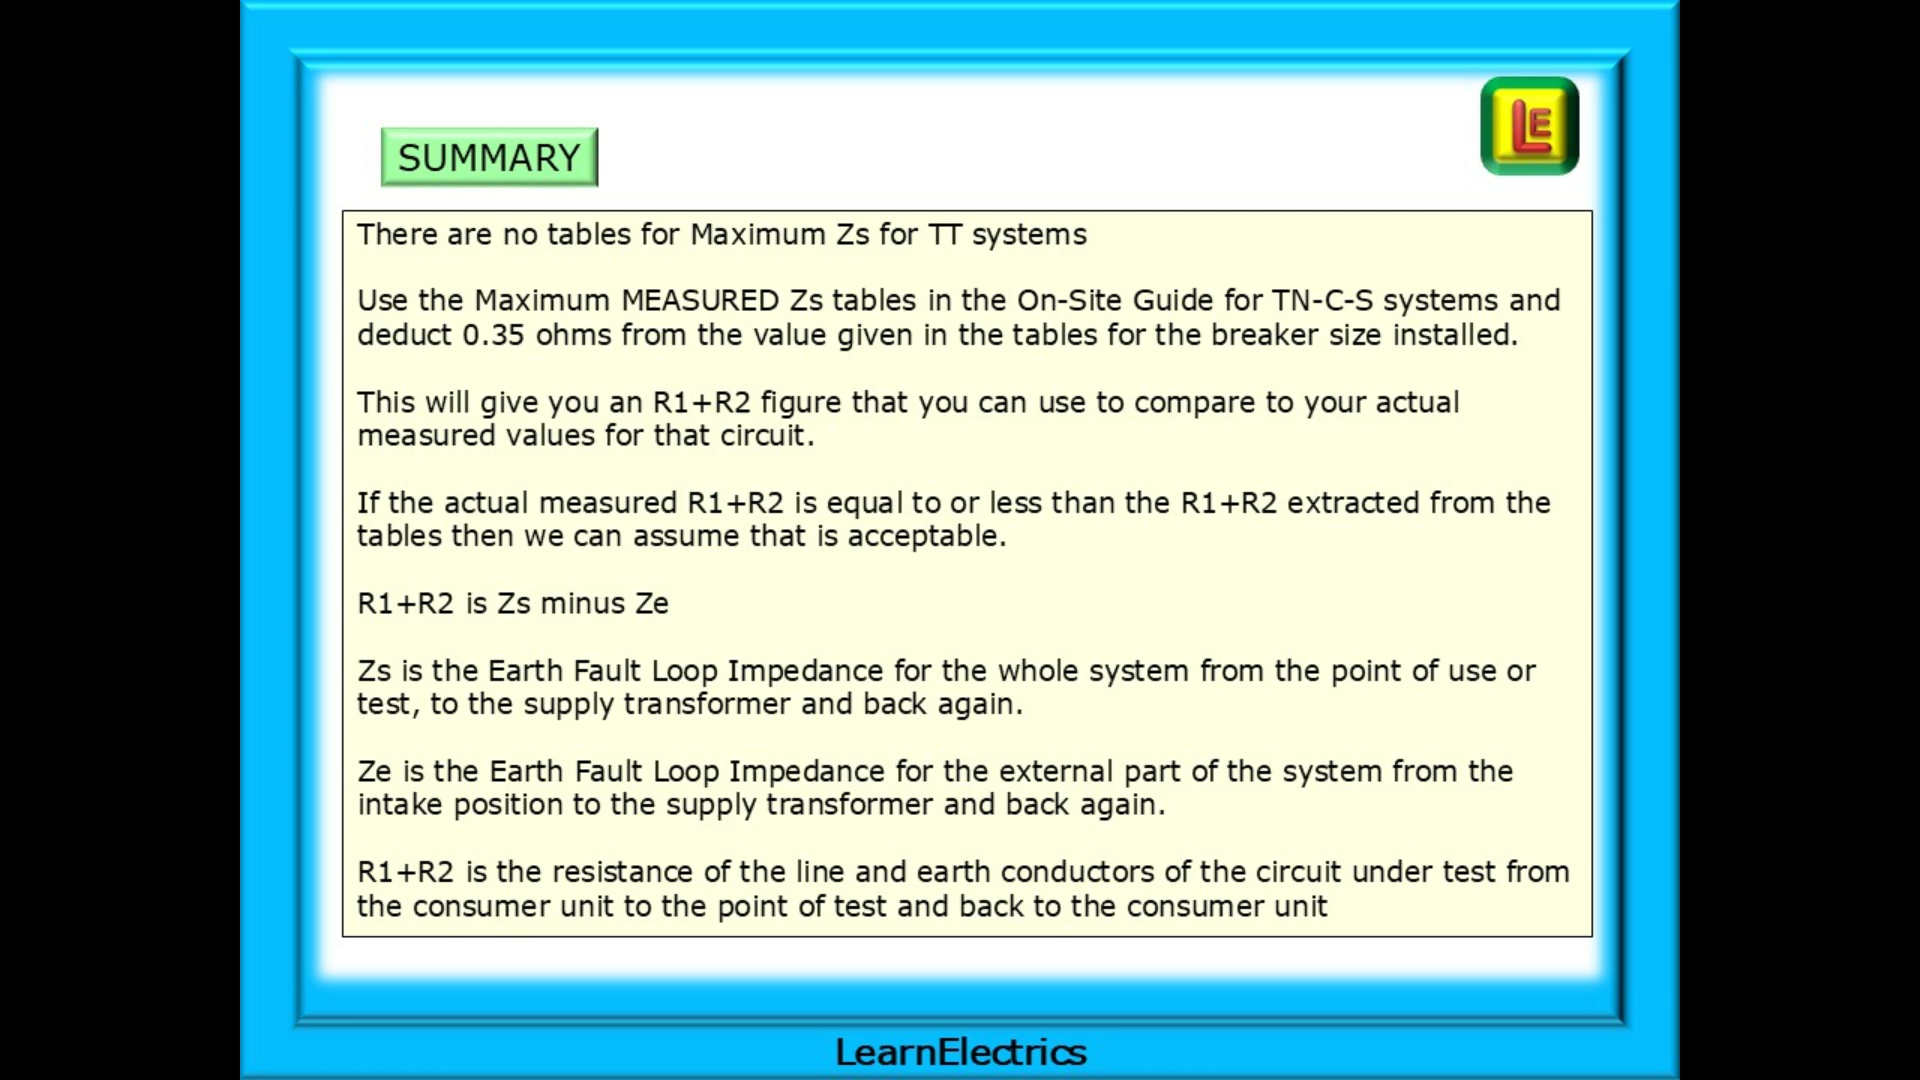 LE
SUMMARY
There are no tables for Maximum Zs for TT systems
Use the Maximum MEASURED Zs tables in the On-Site Guide for TN-C-S systems and
deduct 0.35 ohms from the value given in the tables for the breaker size installed.
This will give you an R1+R2 figure that you can use to compare to your actual
measured values for that circuit.
If the actual measured R1+R2 is equal to or less than the R1+R2 extracted from the
tables then we can assume that is acceptable.
R1+R2 is Zs minus Ze
Zs is the Earth Fault Loop Impedance for the whole system from the point of use or
test, to the supply transformer and back again.
Ze is the Earth Fault Loop Impedance for the external part of the system from the
intake position to the supply transformer and back again.
R1+R2 is the resistance of the line and earth conductors of the circuit under test from
the consumer unit to the point of test and back to the consumer unit
LearnElectrics